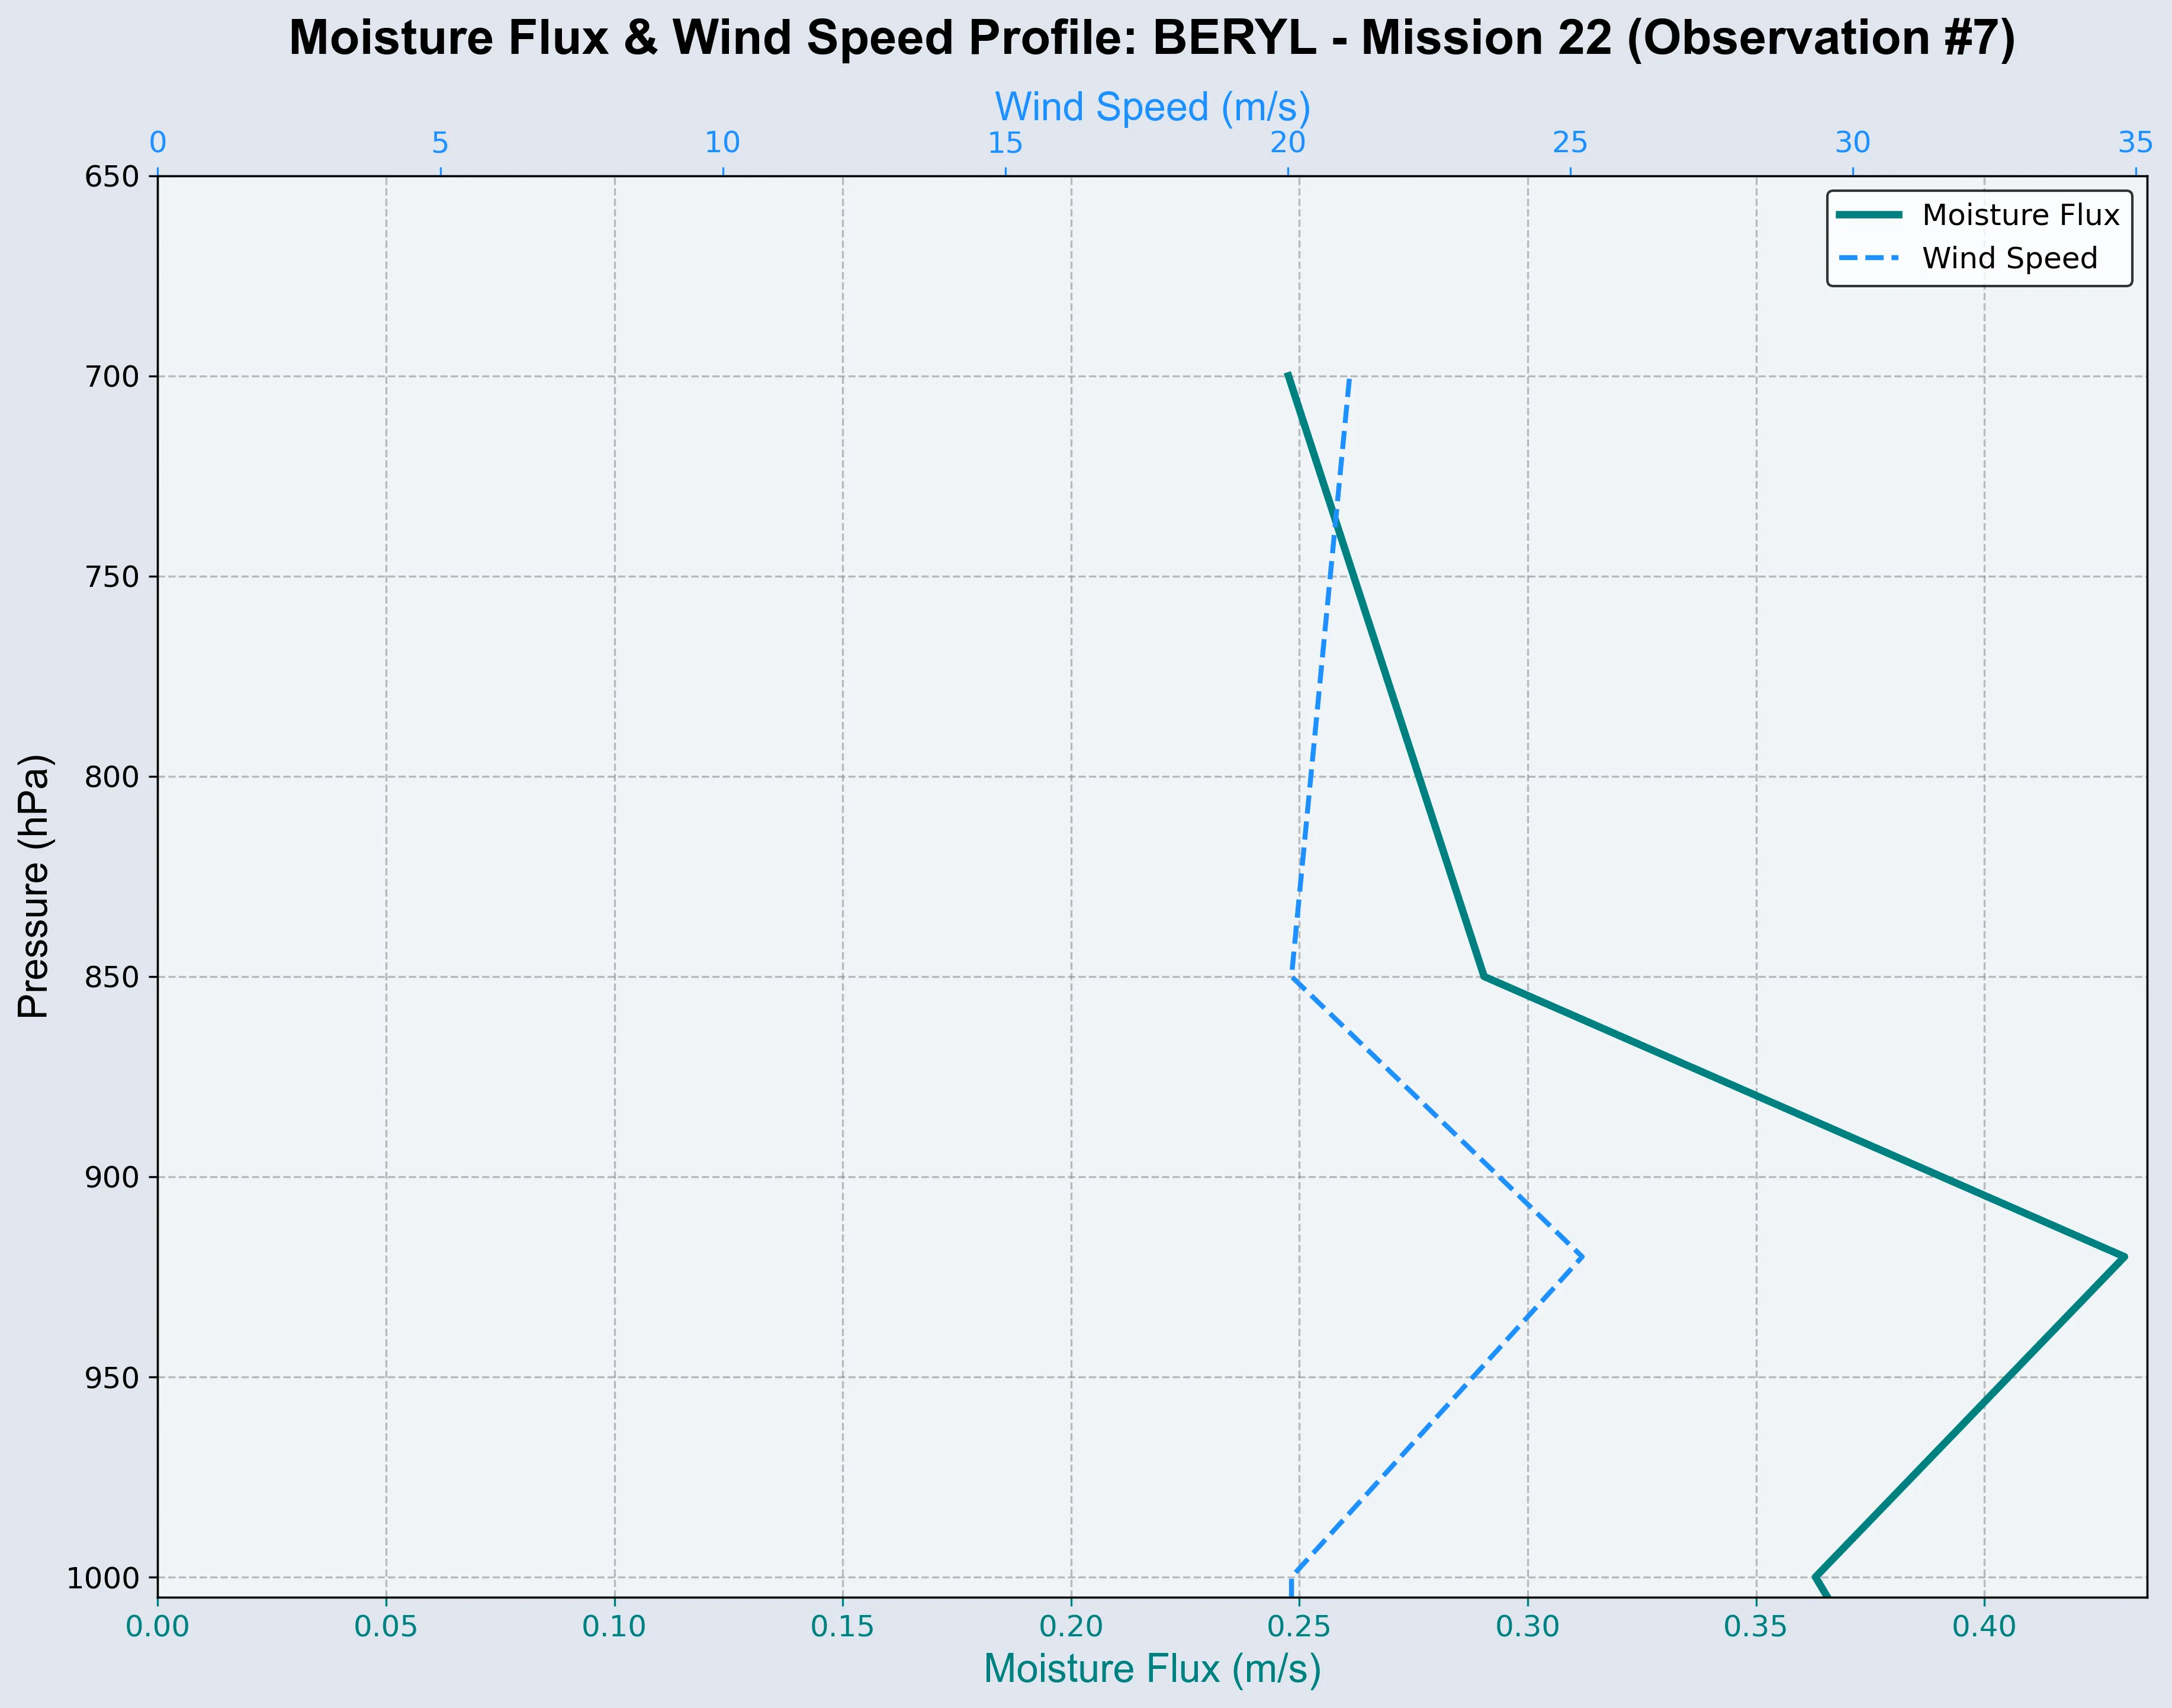 Moisture Flux & Wind Speed Profile: BERYL - Mission 22 (Observation #7)
Wind Speed (m/s)
0 5 10 15 20 25 30 35
Moisture Flux
Wind Speed
Pressure (hPa)
650
700
750
800
850
900
950
1000
0.00 0.05 0.10 0.15 0.20 0.25 0.30 0.35 0.40
Moisture Flux (m/s)